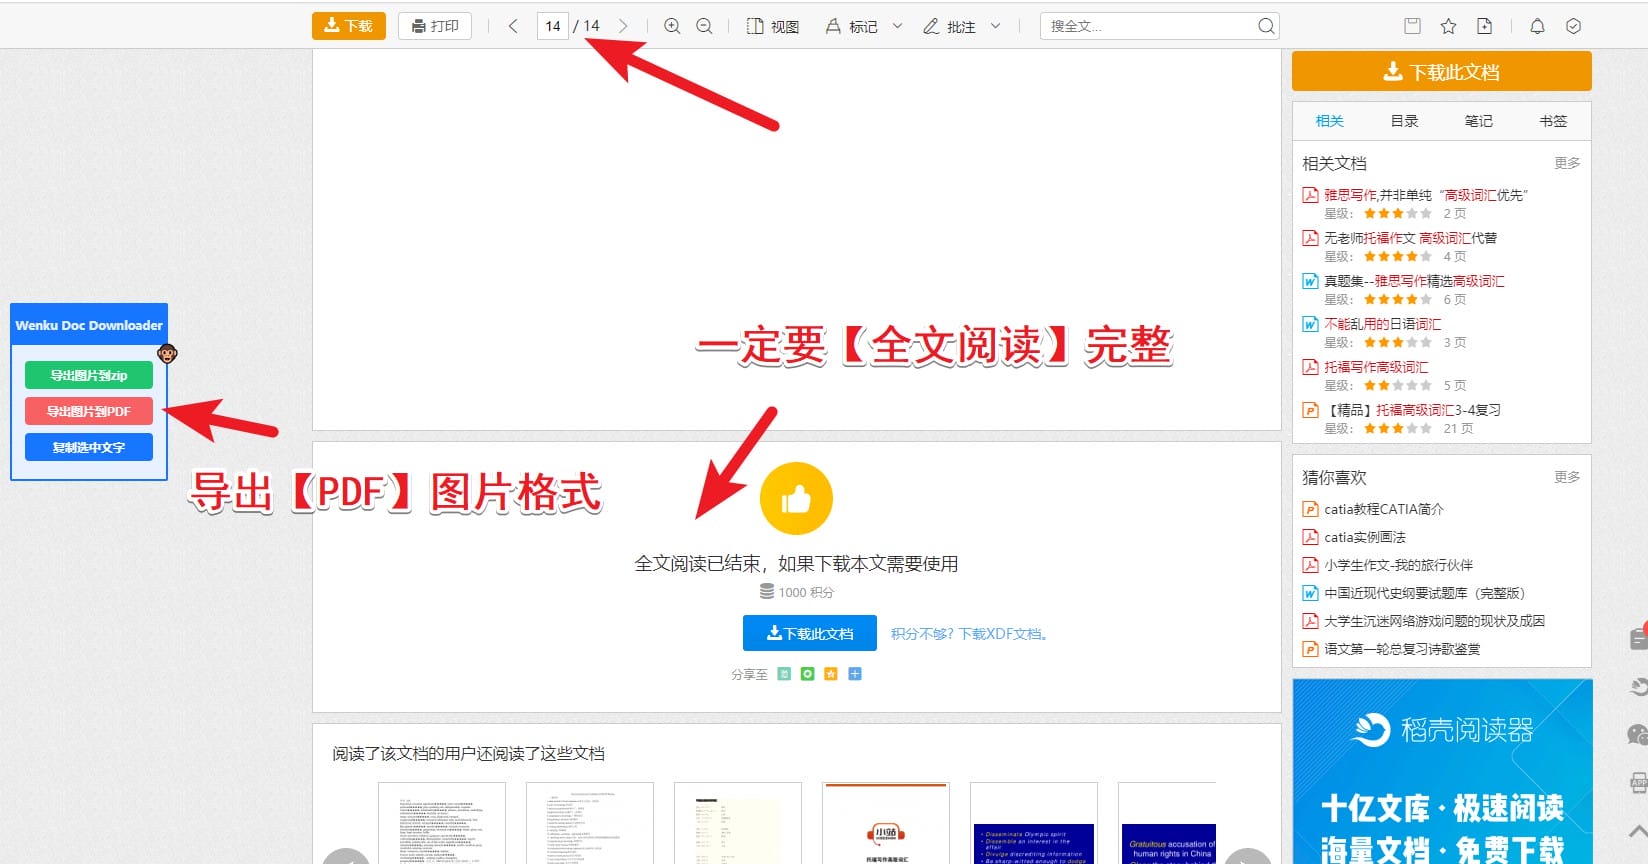 下载 打印 14 / 14 视图 标记 批注 搜全文...
下载此文档
相关 目录 笔记 书签
相关文档 更多
雅思写作,并非单纯“高级词汇优先”
星级: 2 页
无老师托福作文 高级词汇代替
星级: 4 页
真题集--雅思写作精选高级词汇
星级: 6 页
不能乱用的日语词汇
星级: 3 页
托福写作高级词汇
星级: 5 页
【精品】托福高级词汇3-4复习
星级: 21 页
Wenku Doc Downloader
导出图片到zip
导出图片到PDF
复制选中文字
一定要【全文阅读】完整
导出【PDF】图片格式
全文阅读已结束，如果下载本文需要使用
1000 积分
下载此文档 积分不够? 下载XDF文档。
分享至
猜你喜欢 更多
catia教程CATIA简介
catia实例画法
小学生作文-我的旅行伙伴
中国近现代史纲要试题库（完整版）
大学生沉迷网络游戏问题的现状及成因
语文第一轮总复习诗歌鉴赏
稻壳阅读器
十亿文库 · 极速阅读
海量文档 · 免费下载
阅读了该文档的用户还阅读了这些文档
小站
托福写作高级词汇
Disseminate Olympic spirit
Disseminate an interest in the affair
Divulge discrediting information
Be sharp-witted enough to dodge
Gratuitous accusation of
human rights in China
APP